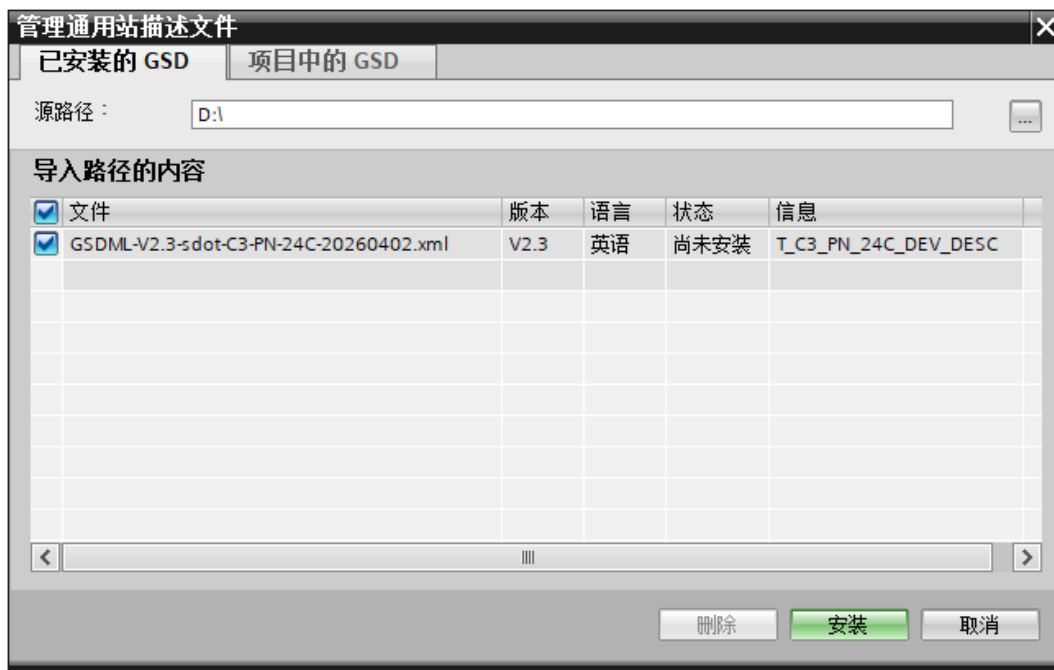 管理通用站描述文件
已安装的 GSD 项目中的 GSD
源路径： D:\ ...
导入路径的内容
文件 版本 语言 状态 信息
GSDML-V2.3-sdot-C3-PN-24C-20260402.xml V2.3 英语 尚未安装 T_C3_PN_24C_DEV_DESC
删除 安装 取消